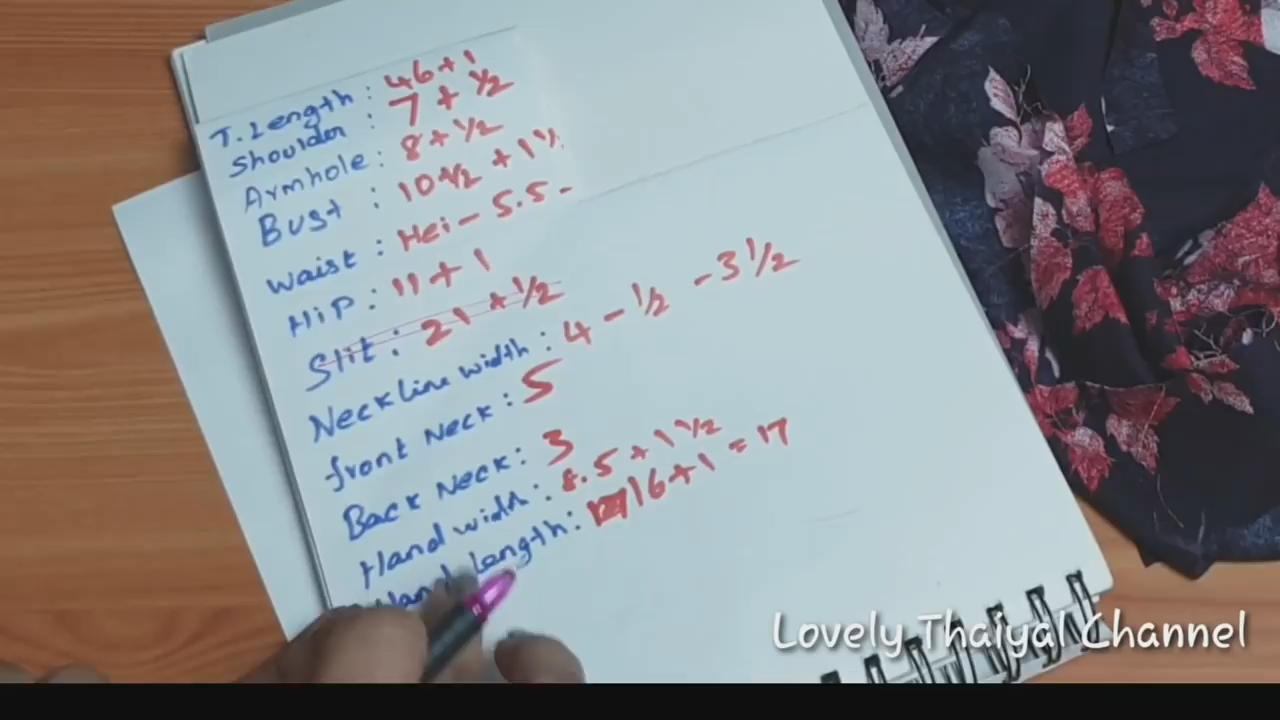 T. Length : 46 + 1
Shoulder : 7 + ½
Armhole : 8 + ½
Bust : 10 ½ + 1 ½
Waist : Hei - 5.5 -
Hip : 11 + 1
Slit : 21 + ½
Neckline width : 4 - ½ - 3 ½
front Neck : 5
Back Neck : 3
Hand width : 8.5 + 1 ½
Hand Length : 16 + 1 = 17
Lovely Thaiyal Channel